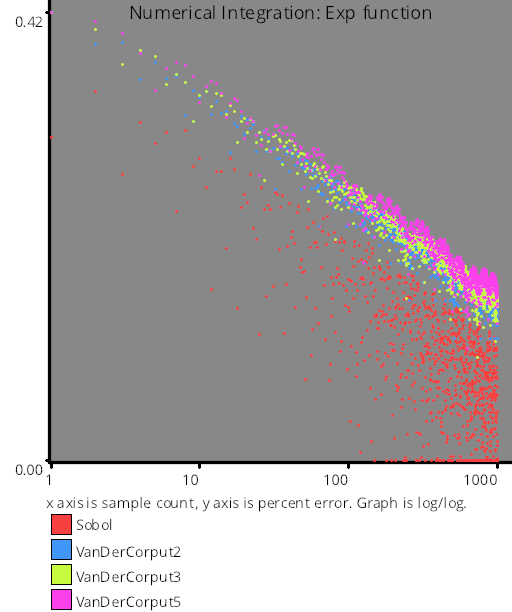 Numerical Integration: Exp function
0.42
0.00
1 10 100 1000
x axis is sample count, y axis is percent error. Graph is log/log.
Sobol
VanDerCorput2
VanDerCorput3
VanDerCorput5